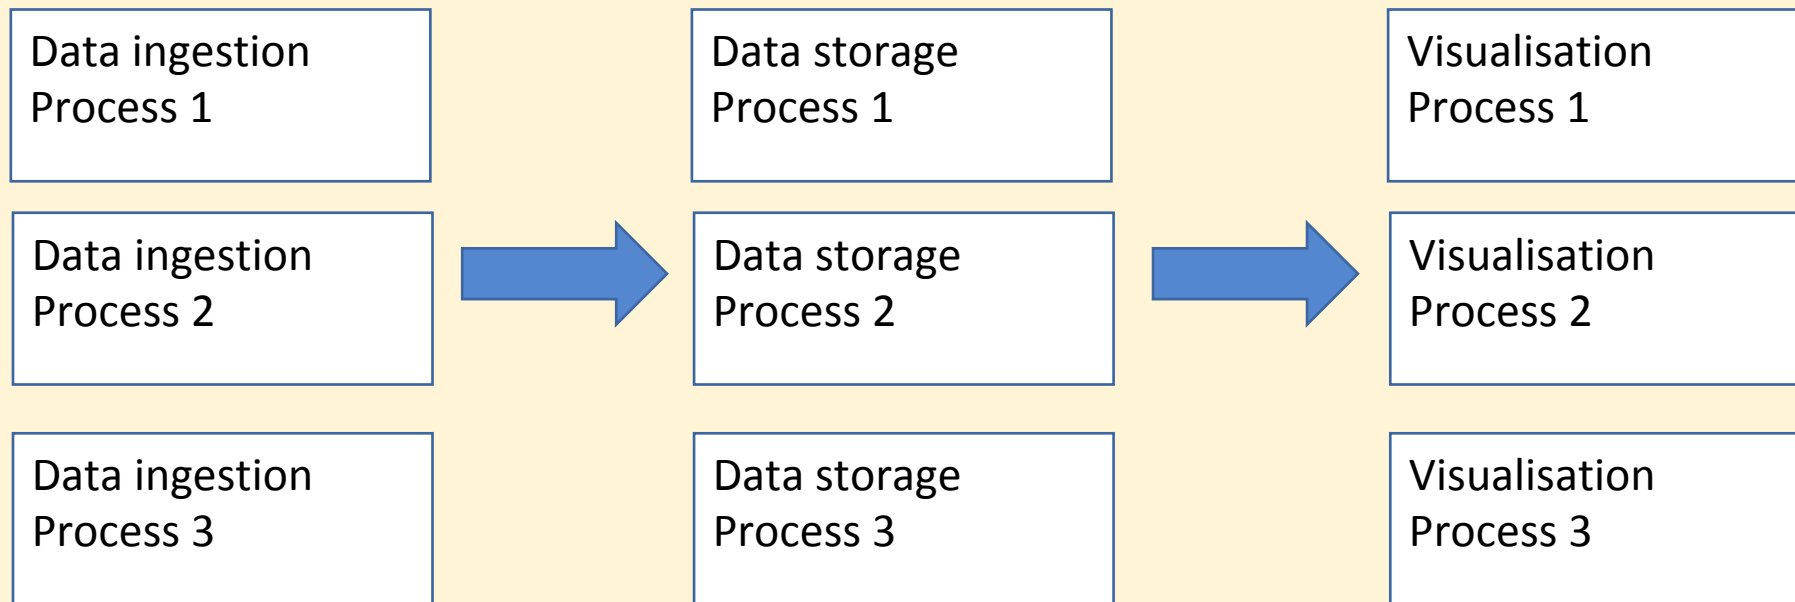 Data ingestion
Process 1
Data storage
Process 1
Visualisation
Process 1
Data ingestion
Process 2
Data storage
Process 2
Visualisation
Process 2
Data ingestion
Process 3
Data storage
Process 3
Visualisation
Process 3